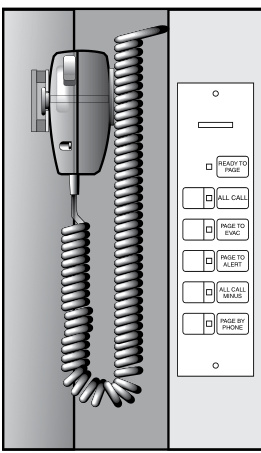 READY TO
PAGE
ALL CALL
PAGE TO
EVAC
PAGE TO
ALERT
ALL CALL
MINUS
PAGE BY
PHONE